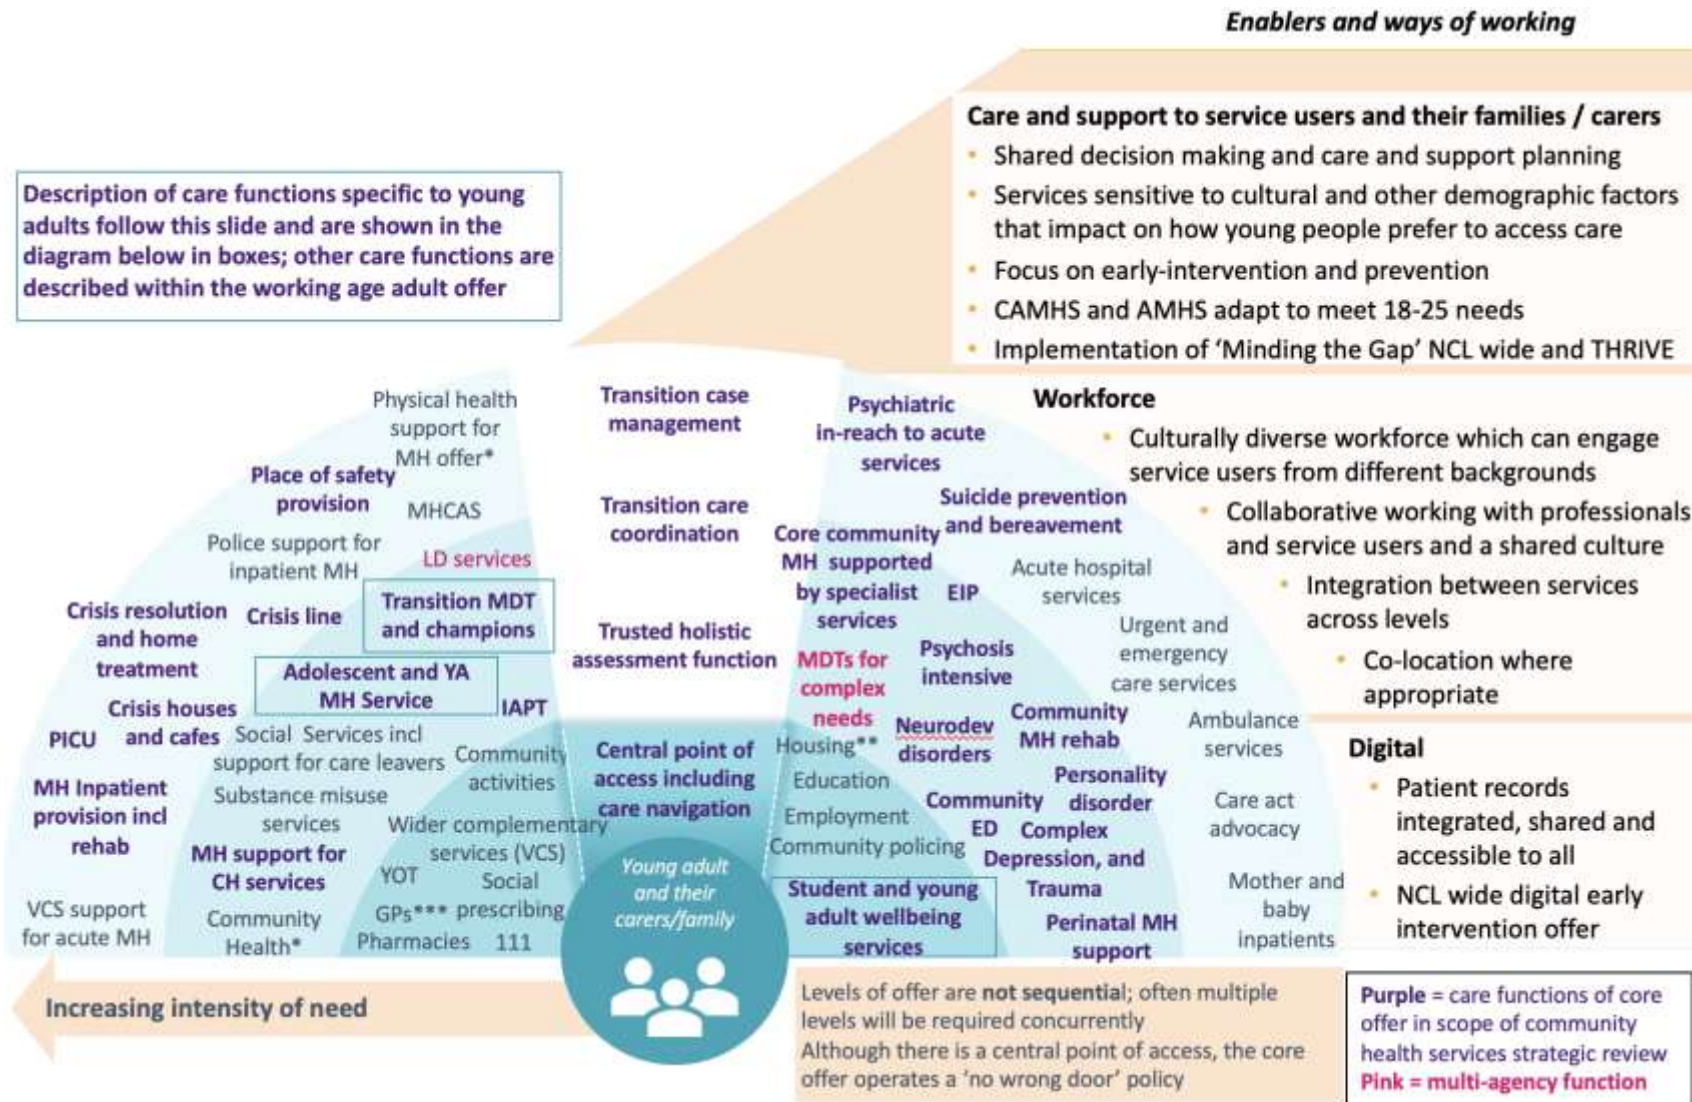 Enablers and ways of working
Description of care functions specific to young
adults follow this slide and are shown in the
diagram below in boxes; other care functions are
described within the working age adult offer
Care and support to service users and their families / carers
• Shared decision making and care and support planning
• Services sensitive to cultural and other demographic factors
that impact on how young people prefer to access care
• Focus on early-intervention and prevention
• CAMHS and AMHS adapt to meet 18-25 needs
• Implementation of ‘Minding the Gap’ NCL wide and THRIVE
Workforce
• Culturally diverse workforce which can engage
service users from different backgrounds
• Collaborative working with professionals
and service users and a shared culture
• Integration between services
across levels
• Co-location where
appropriate
Digital
• Patient records
integrated, shared and
accessible to all
• NCL wide digital early
intervention offer
Physical health
support for
MH offer*
Place of safety
provision
MHCAS
Police support for
inpatient MH
LD services
Crisis resolution
and home
treatment
Crisis line
Transition MDT
and champions
Adolescent and YA
MH Service
IAPT
Crisis houses
and cafes
PICU
Social Services incl
support for care leavers
Community
activities
MH Inpatient
provision incl
rehab
Substance misuse
services
Wider complementary
services (VCS)
MH support for
CH services
YOT
Social
prescribing
GPs***
VCS support
for acute MH
Community
Health*
Pharmacies
111
Transition case
management
Transition care
coordination
Trusted holistic
assessment function
Central point of
access including
care navigation
Young adult
and their
carers/family
Psychiatric
in-reach to acute
services
Suicide prevention
and bereavement
Core community
MH supported
by specialist
services
EIP
Acute hospital
services
Urgent and
emergency
care services
MDTs for
complex
needs
Psychosis
intensive
Neurodev
disorders
Community
MH rehab
Ambulance
services
Housing**
Education
Employment
Community policing
Personality
disorder
Community
ED
Complex
Depression, and
Trauma
Care act
advocacy
Student and young
adult wellbeing
services
Perinatal MH
support
Mother and
baby
inpatients
Increasing intensity of need
Levels of offer are not sequential; often multiple
levels will be required concurrently
Although there is a central point of access, the core
offer operates a ‘no wrong door’ policy
Purple = care functions of core
offer in scope of community
health services strategic review
Pink = multi-agency function